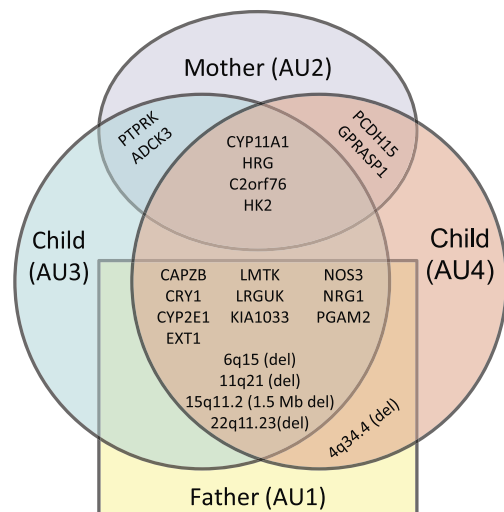 Mother (AU2)
PTPRK
ADCK3
PCDH15
GPRASP1
CYP11A1
HRG
C2orf76
HK2
Child
(AU3)
Child
(AU4)
CAPZB LMTK NOS3
CRY1 LRGUK NRG1
CYP2E1 KIA1033 PGAM2
EXT1
6q15 (del)
11q21 (del)
15q11.2 (1.5 Mb del)
22q11.23(del)
4q34.4 (del)
Father (AU1)